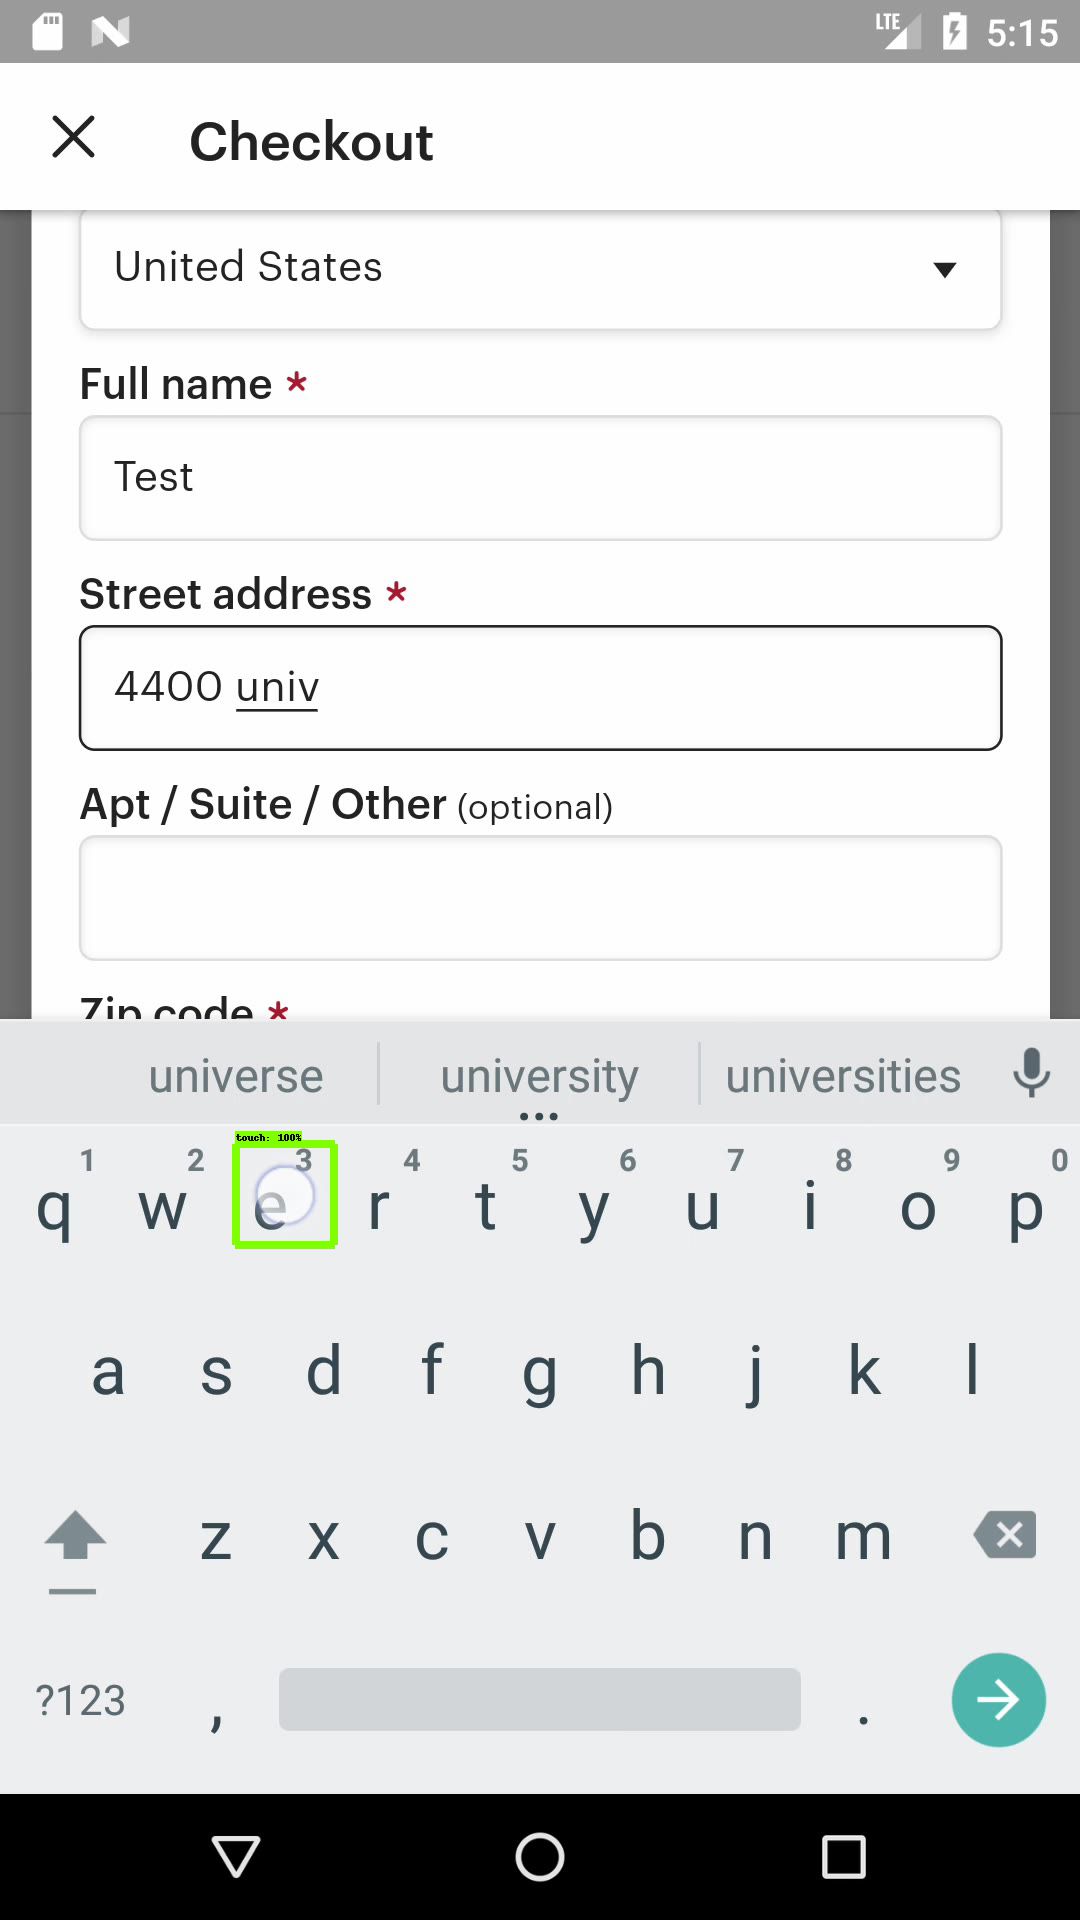 LTE 5:15
Checkout
United States
Full name *
Test
Street address *
4400 univ
Apt / Suite / Other (optional)
Zip code *
universe university universities
touch: 100%
1 2 3 4 5 6 7 8 9 0
q w e r t y u i o p
a s d f g h j k l
z x c v b n m
?123 , .